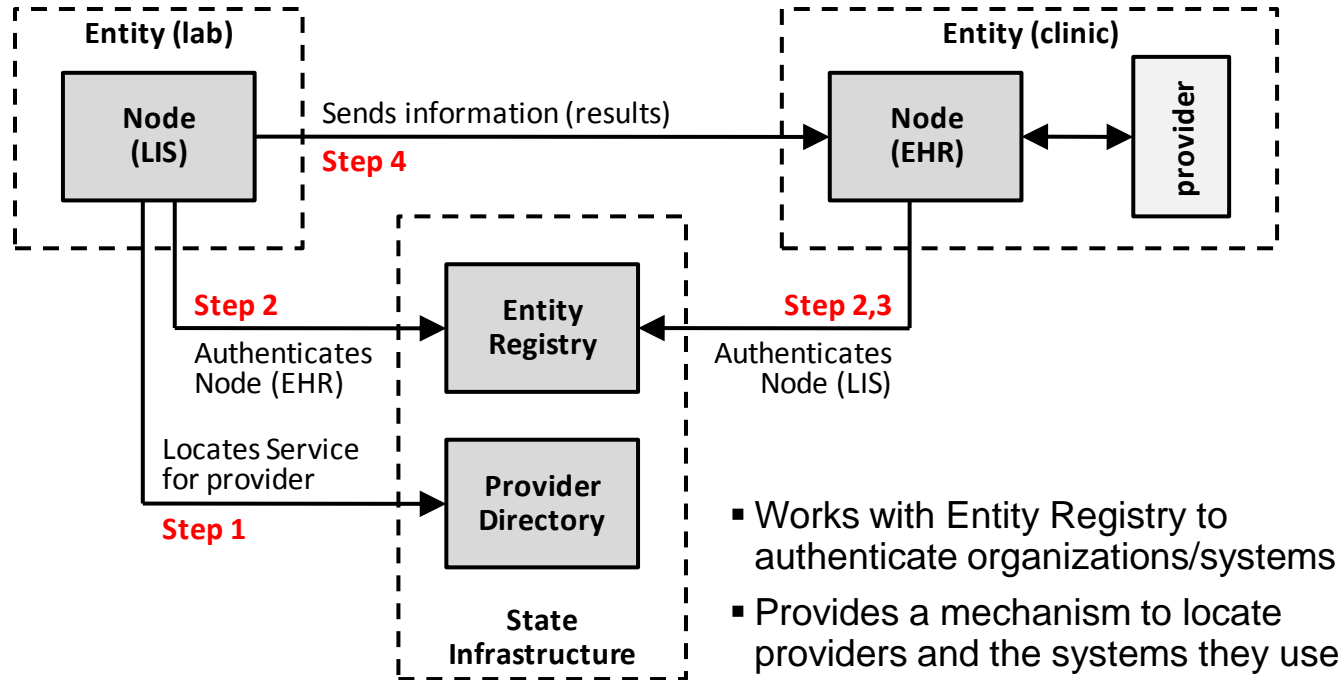 Entity (lab)
Entity (clinic)
Node
(LIS)
Sends information (results)
Step 4
Node
(EHR)
provider
Step 2
Authenticates
Node (EHR)
Entity
Registry
Step 2,3
Authenticates
Node (LIS)
Locates Service
for provider
Step 1
Provider
Directory
State
Infrastructure
▪ Works with Entity Registry to
authenticate organizations/systems
▪ Provides a mechanism to locate
providers and the systems they use